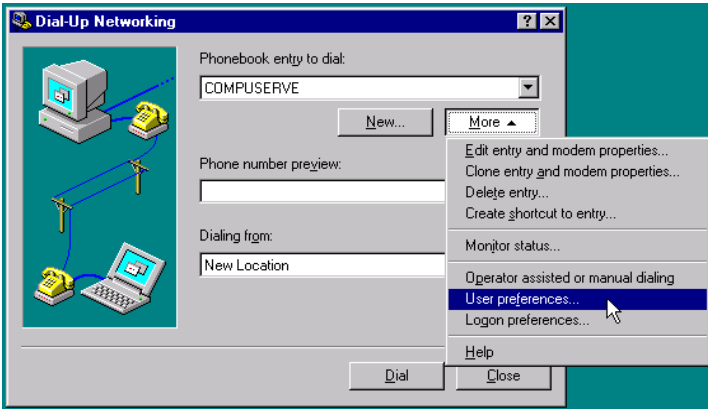 Dial-Up Networking
Phonebook entry to dial:
COMPUSERVE
New...
More
Edit entry and modem properties...
Clone entry and modem properties...
Delete entry...
Create shortcut to entry...
Monitor status...
Operator assisted or manual dialing
User preferences...
Logon preferences...
Help
Phone number preview:
Dialing from:
New Location
Dial
Close